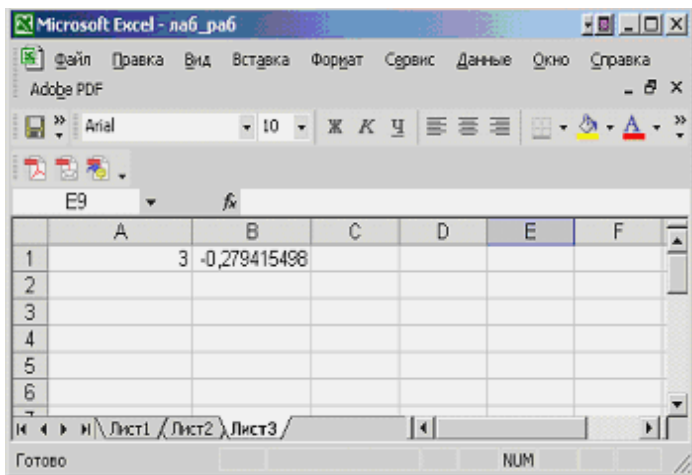 Microsoft Excel - лаб_раб
Файл Правка Вид Вставка Формат Сервис Данные Окно Справка
Adobe PDF
Arial 10 Ж К Ч
E9 fx
A B C D E F
1 3 -0,279415498
2
3
4
5
6
Лист1 Лист2 Лист3
Готово NUM